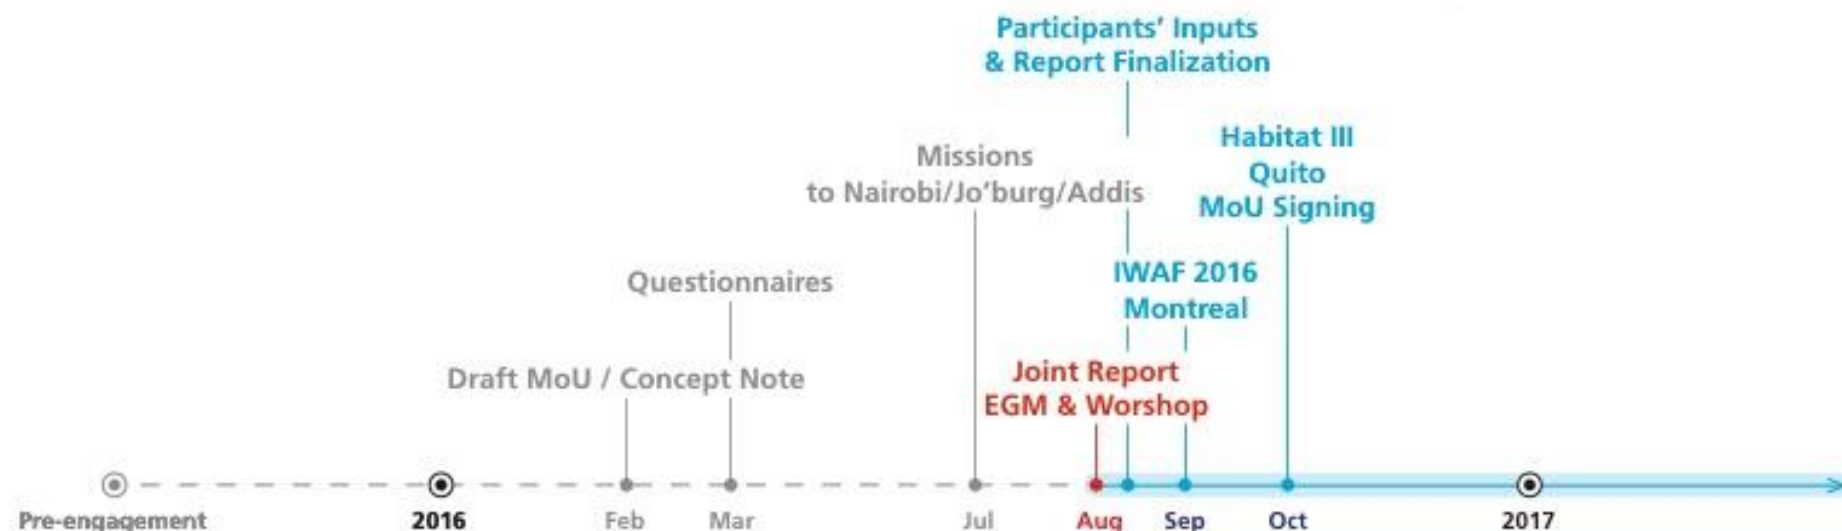 Participants' Inputs
& Report Finalization
Habitat III
Quito
MoU Signing
Missions
to Nairobi/Jo'burg/Addis
IWAF 2016
Montreal
Questionnaires
Joint Report
EGM & Worshop
Draft MoU / Concept Note
Pre-engagement 2016 Feb Mar Jul Aug Sep Oct 2017